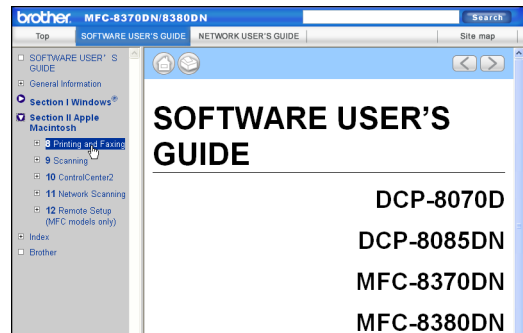 brother. MFC-8370DN/8380DN
Search
Top
SOFTWARE USER'S GUIDE
NETWORK USER'S GUIDE
Site map
SOFTWARE USER' S
GUIDE
General Information
Section I Windows®
Section II Apple
Macintosh
8 Printing and Faxing
9 Scanning
10 ControlCenter2
11 Network Scanning
12 Remote Setup
(MFC models only)
Index
Brother
SOFTWARE USER'S
GUIDE
DCP-8070D
DCP-8085DN
MFC-8370DN
MFC-8380DN